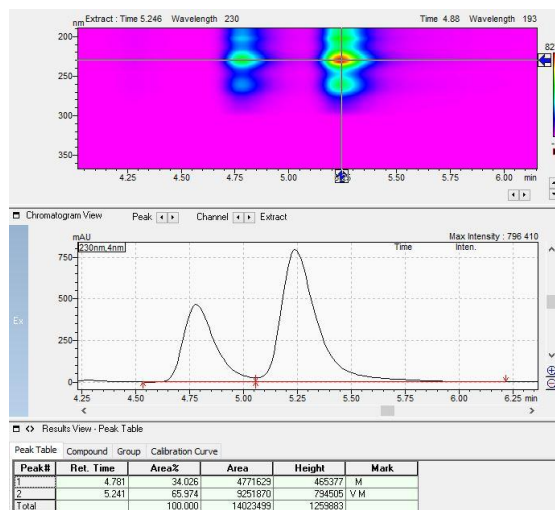 Extract : Time 5.246 Wavelength 230 Time 4.88 Wavelength 193
nm
200
250
300
350
82
4.25 4.50 4.75 5.00 5.25 5.50 5.75 6.00 min
Chromatogram View Peak Channel Extract
mAU Max Intensity : 796 410
230nm,4nm Time Inten.
750
500
250
0
Ex
4.25 4.50 4.75 5.00 5.25 5.50 5.75 6.00 6.25 min
Results View - Peak Table
Peak Table Compound Group Calibration Curve
Peak# Ret. Time Area% Area Height Mark
1 4.781 34.026 4771629 465377 M
2 5.241 65.974 9251870 794505 V M
Total 100.000 14023499 1259883